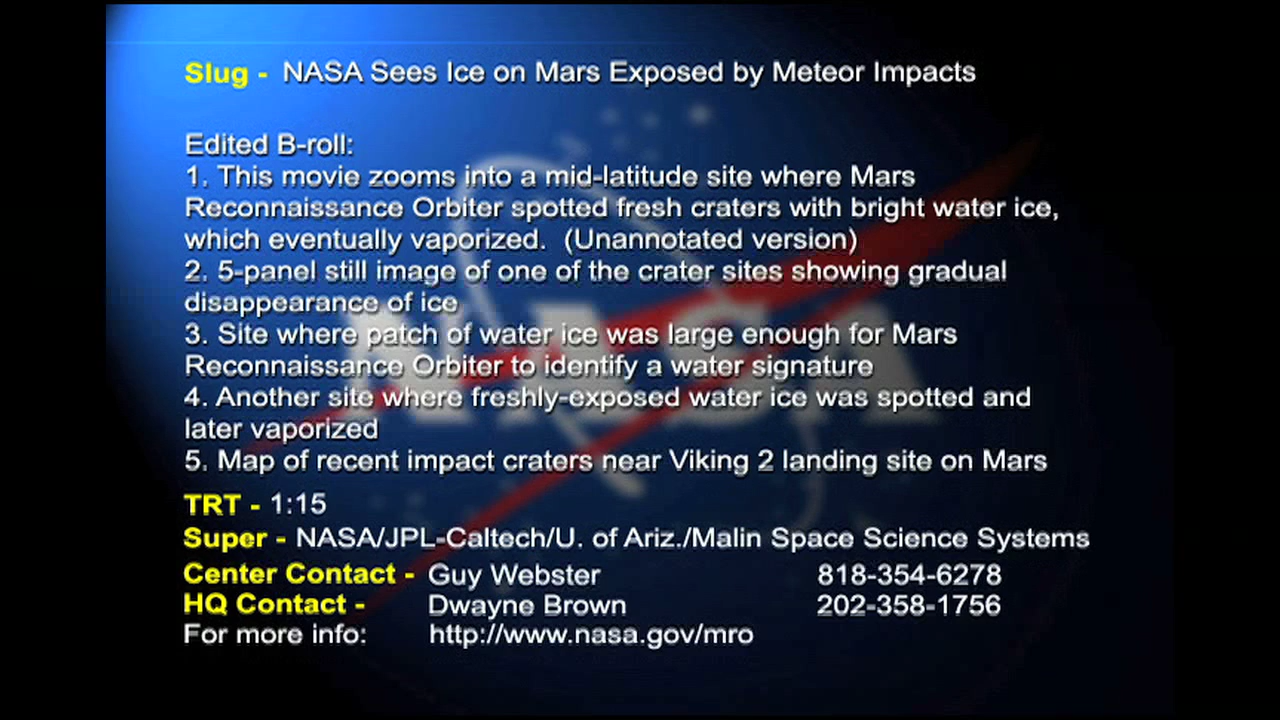 Slug - NASA Sees Ice on Mars Exposed by Meteor Impacts
Edited B-roll:
1. This movie zooms into a mid-latitude site where Mars
Reconnaissance Orbiter spotted fresh craters with bright water ice,
which eventually vaporized.  (Unannotated version)
2. 5-panel still image of one of the crater sites showing gradual
disappearance of ice
3. Site where patch of water ice was large enough for Mars
Reconnaissance Orbiter to identify a water signature
4. Another site where freshly-exposed water ice was spotted and
later vaporized
5. Map of recent impact craters near Viking 2 landing site on Mars
TRT - 1:15
Super - NASA/JPL-Caltech/U. of Ariz./Malin Space Science Systems
Center Contact - Guy Webster 818-354-6278
HQ Contact - Dwayne Brown 202-358-1756
For more info: http://www.nasa.gov/mro
NASA